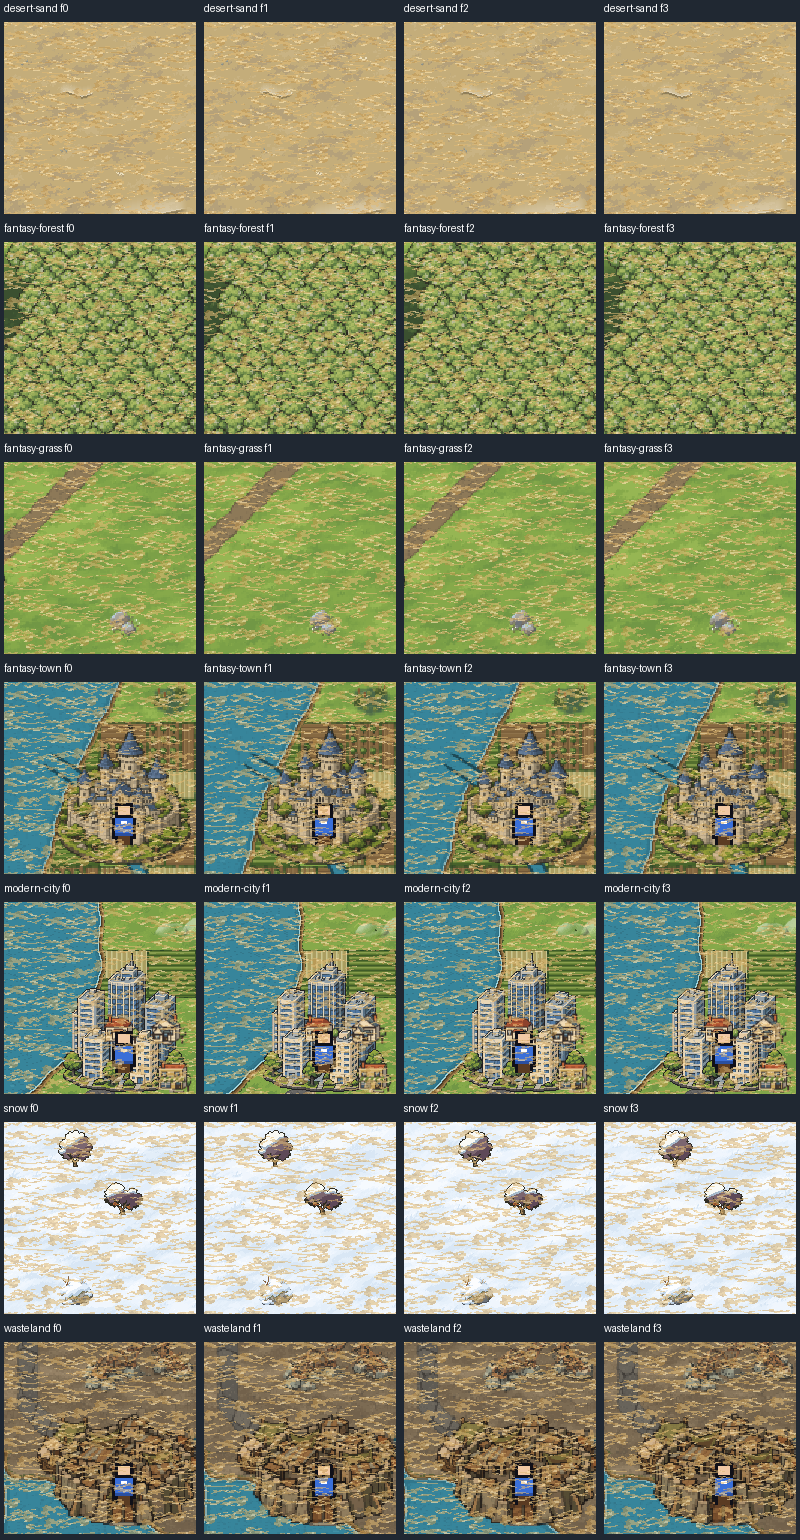 desert-sand f0 desert-sand f1 desert-sand f2 desert-sand f3
fantasy-forest f0 fantasy-forest f1 fantasy-forest f2 fantasy-forest f3
fantasy-grass f0 fantasy-grass f1 fantasy-grass f2 fantasy-grass f3
fantasy-town f0 fantasy-town f1 fantasy-town f2 fantasy-town f3
modern-city f0 modern-city f1 modern-city f2 modern-city f3
snow f0 snow f1 snow f2 snow f3
wasteland f0 wasteland f1 wasteland f2 wasteland f3